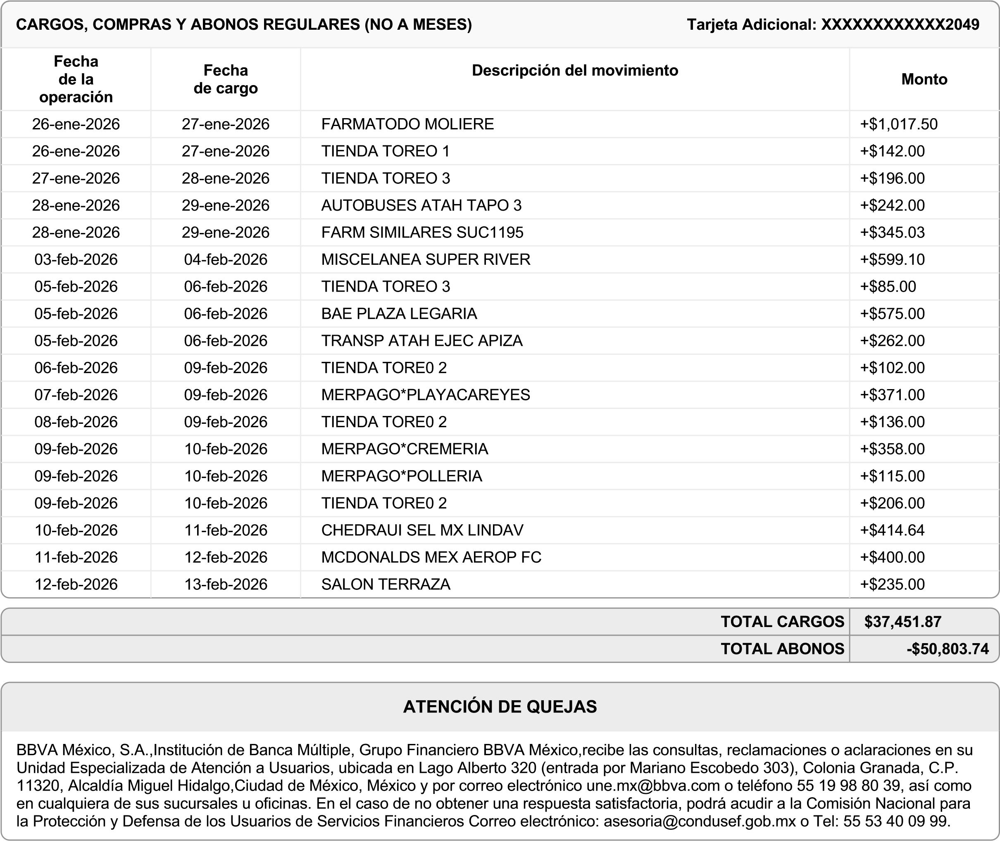 CARGOS, COMPRAS Y ABONOS REGULARES (NO A MESES) Tarjeta Adicional: XXXXXXXXXXXX2049
Fecha de la operación Fecha de cargo Descripción del movimiento Monto
26-ene-2026 27-ene-2026 FARMATODO MOLIERE +$1,017.50
26-ene-2026 27-ene-2026 TIENDA TOREO 1 +$142.00
27-ene-2026 28-ene-2026 TIENDA TOREO 3 +$196.00
28-ene-2026 29-ene-2026 AUTOBUSES ATAH TAPO 3 +$242.00
28-ene-2026 29-ene-2026 FARM SIMILARES SUC1195 +$345.03
03-feb-2026 04-feb-2026 MISCELANEA SUPER RIVER +$599.10
05-feb-2026 06-feb-2026 TIENDA TOREO 3 +$85.00
05-feb-2026 06-feb-2026 BAE PLAZA LEGARIA +$575.00
05-feb-2026 06-feb-2026 TRANSP ATAH EJEC APIZA +$262.00
06-feb-2026 09-feb-2026 TIENDA TORE0 2 +$102.00
07-feb-2026 09-feb-2026 MERPAGO*PLAYACAREYES +$371.00
08-feb-2026 09-feb-2026 TIENDA TORE0 2 +$136.00
09-feb-2026 10-feb-2026 MERPAGO*CREMERIA +$358.00
09-feb-2026 10-feb-2026 MERPAGO*POLLERIA +$115.00
09-feb-2026 10-feb-2026 TIENDA TORE0 2 +$206.00
10-feb-2026 11-feb-2026 CHEDRAUI SEL MX LINDAV +$414.64
11-feb-2026 12-feb-2026 MCDONALDS MEX AEROP FC +$400.00
12-feb-2026 13-feb-2026 SALON TERRAZA +$235.00
TOTAL CARGOS $37,451.87
TOTAL ABONOS -$50,803.74
ATENCIÓN DE QUEJAS
BBVA México, S.A.,Institución de Banca Múltiple, Grupo Financiero BBVA México,recibe las consultas, reclamaciones o aclaraciones en su
Unidad Especializada de Atención a Usuarios, ubicada en Lago Alberto 320 (entrada por Mariano Escobedo 303), Colonia Granada, C.P.
11320, Alcaldía Miguel Hidalgo,Ciudad de México, México y por correo electrónico une.mx@bbva.com o teléfono 55 19 98 80 39, así como
en cualquiera de sus sucursales u oficinas. En el caso de no obtener una respuesta satisfactoria, podrá acudir a la Comisión Nacional para
la Protección y Defensa de los Usuarios de Servicios Financieros Correo electrónico: asesoria@condusef.gob.mx o Tel: 55 53 40 09 99.